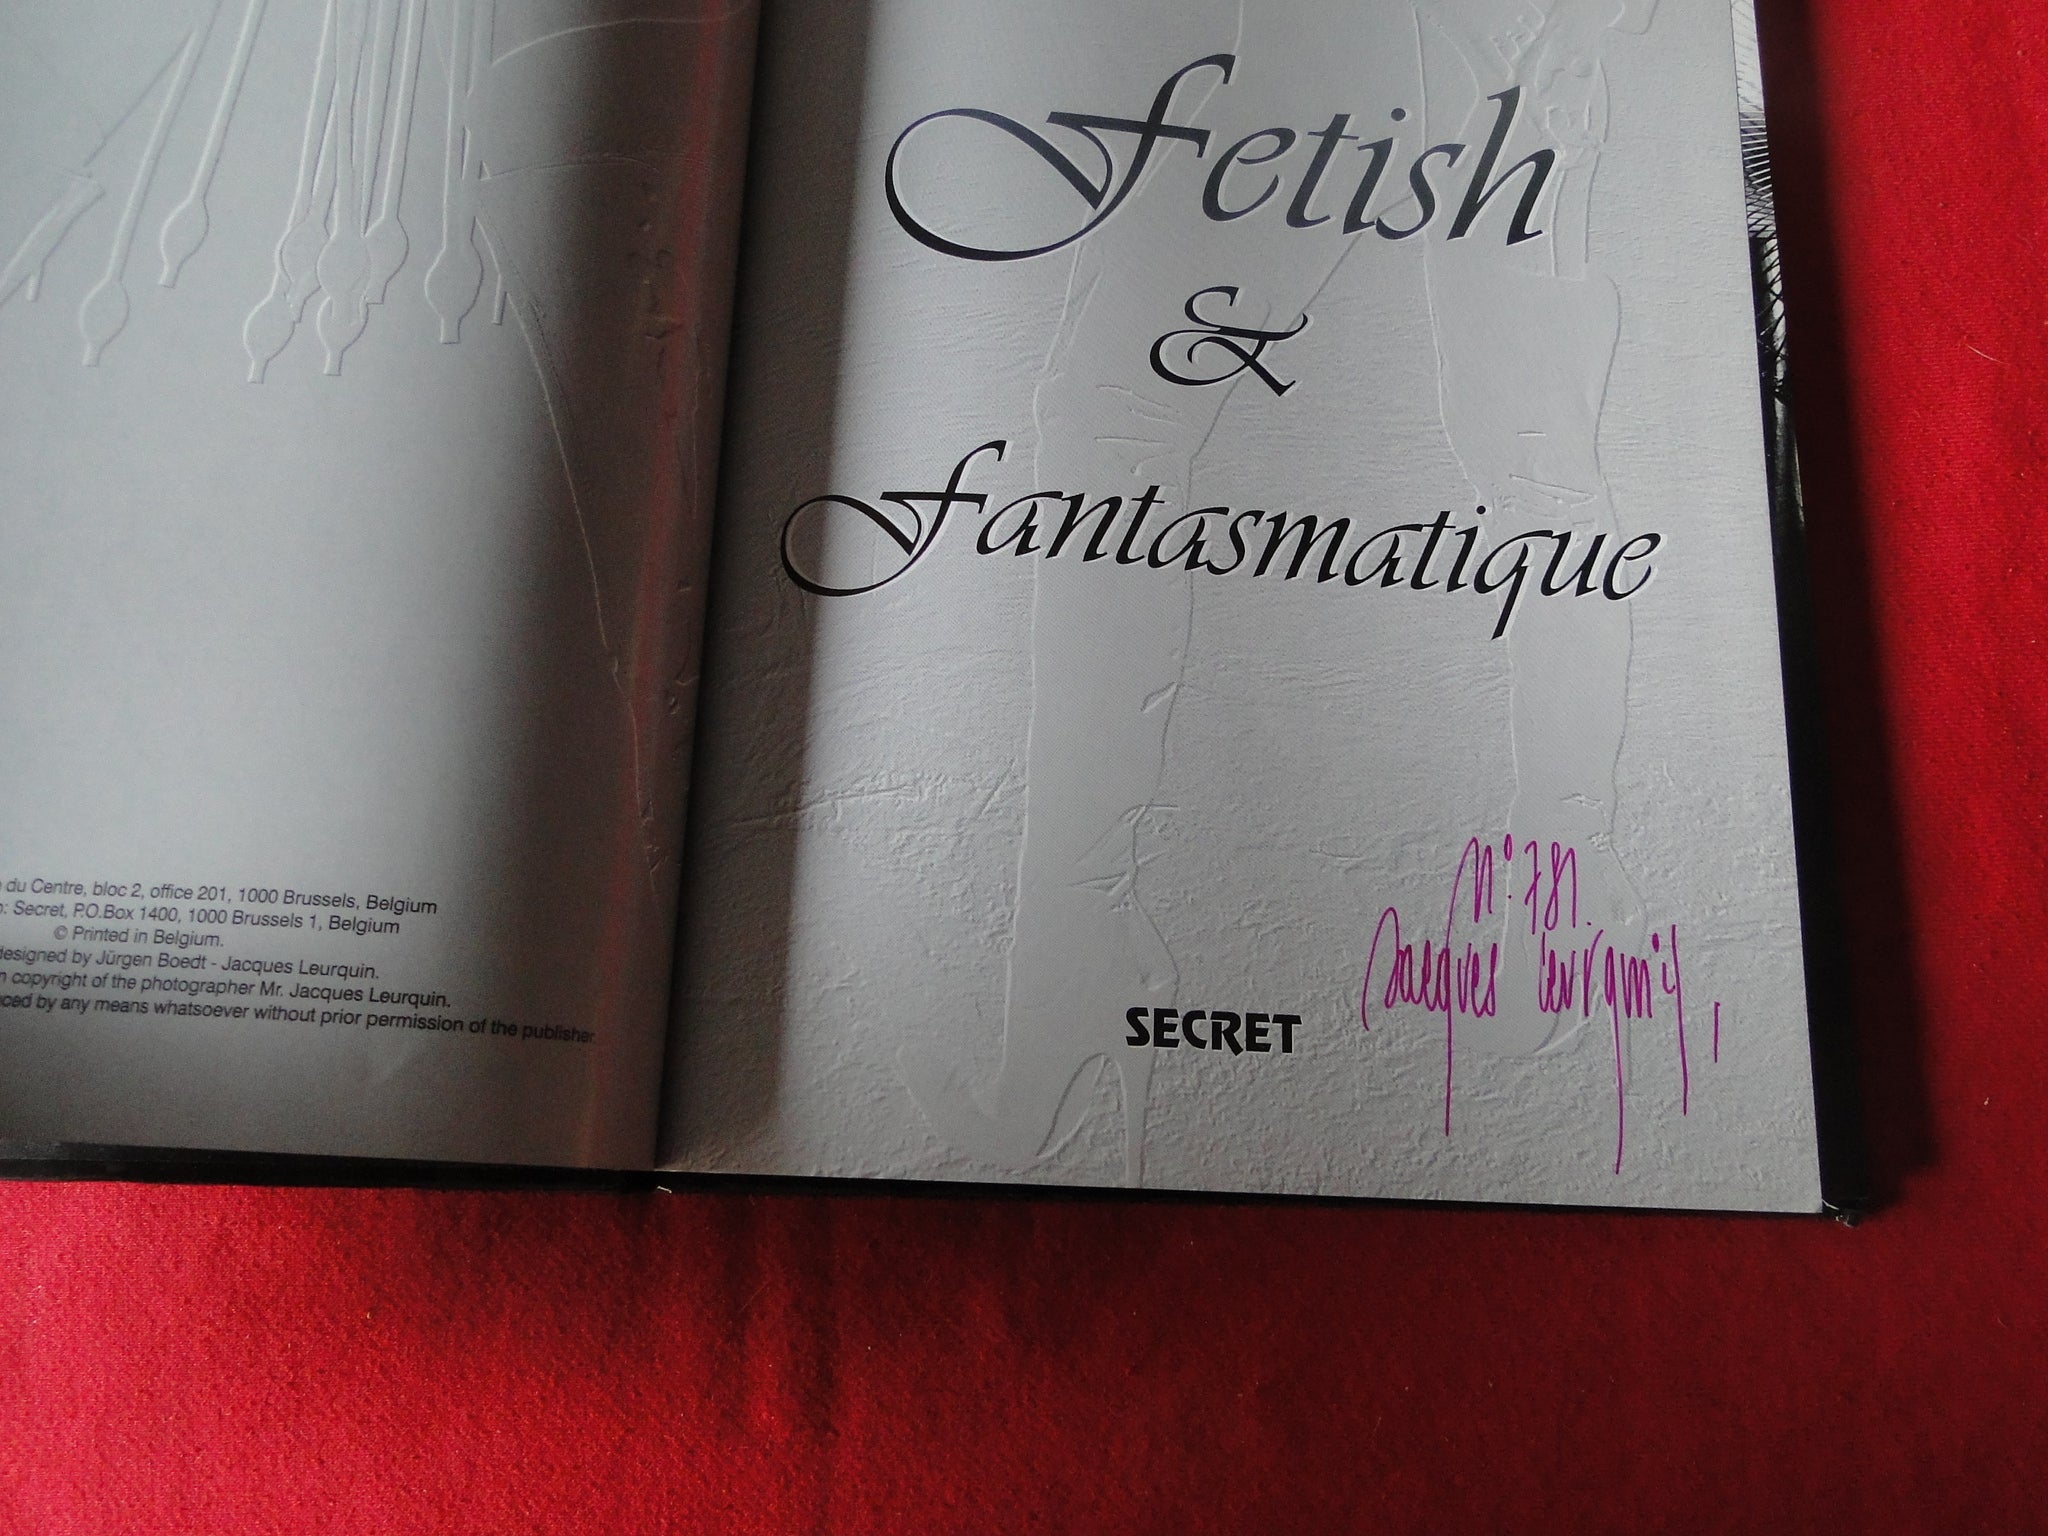 du Centre, bloc 2, office 201, 1000 Brussels, Belgium
: Secret, P.O.Box 1400, 1000 Brussels 1, Belgium
© Printed in Belgium.
designed by Jürgen Boedt - Jacques Leurquin.
copyright of the photographer Mr. Jacques Leurquin.
ced by any means whatsoever without prior permission of the publisher
Fetish
&
Fantasmatique
N° 781.
Jacques Leurquin
SECRET